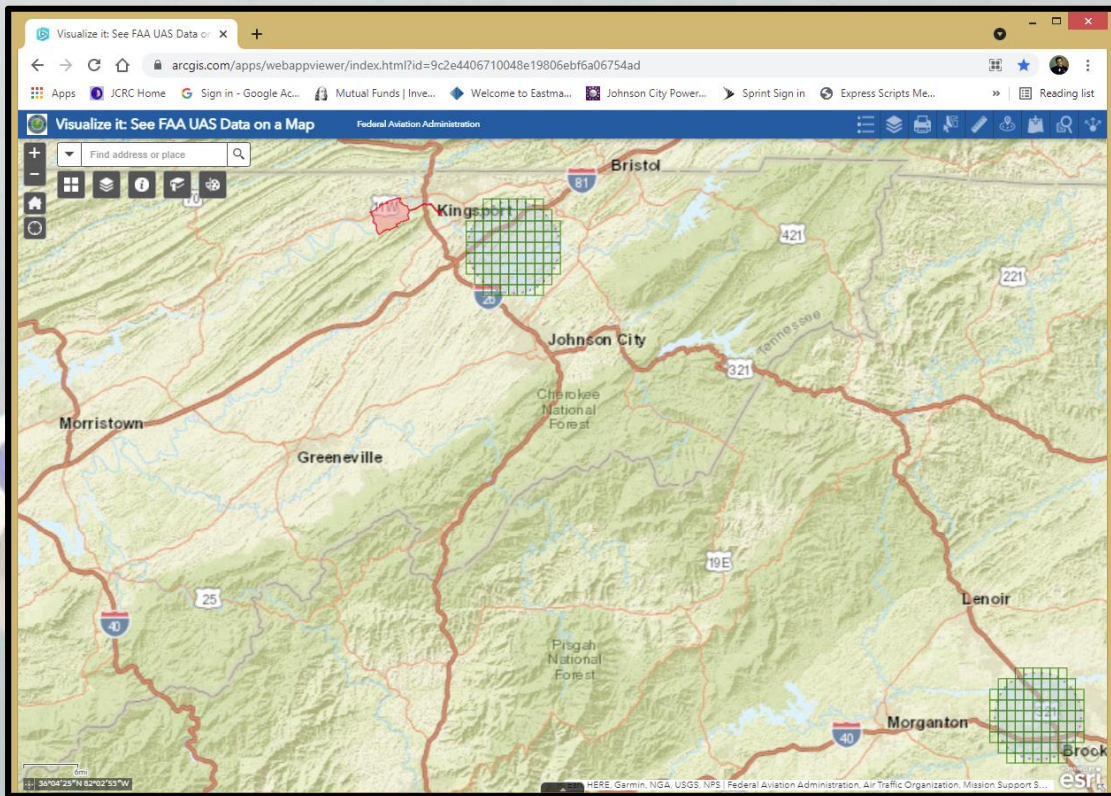 Visualize it: See FAA UAS Data or
arcgis.com/apps/webappviewer/index.html?id=9c2e4406710048e19806ebf6a06754ad
Apps JCRC Home Sign in - Google Ac... Mutual Funds | Inve... Welcome to Eastma... Johnson City Power... Sprint Sign in Express Scripts Me... » Reading list
Visualize it: See FAA UAS Data on a Map Federal Aviation Administration
Find address or place
Bristol
81
11W
Kingsport
421
221
26
Johnson City
Tennessee
321
Cherokee
National
Forest
Morristown
Greeneville
19E
25
Lenoir
40
Pisgah
National
Forest
321
Morganton
40
Brook
6mi
36°04'25"N 82°02'53"W
HERE, Garmin, NGA, USGS, NPS | Federal Aviation Administration, Air Traffic Organization, Mission Support S...
esri